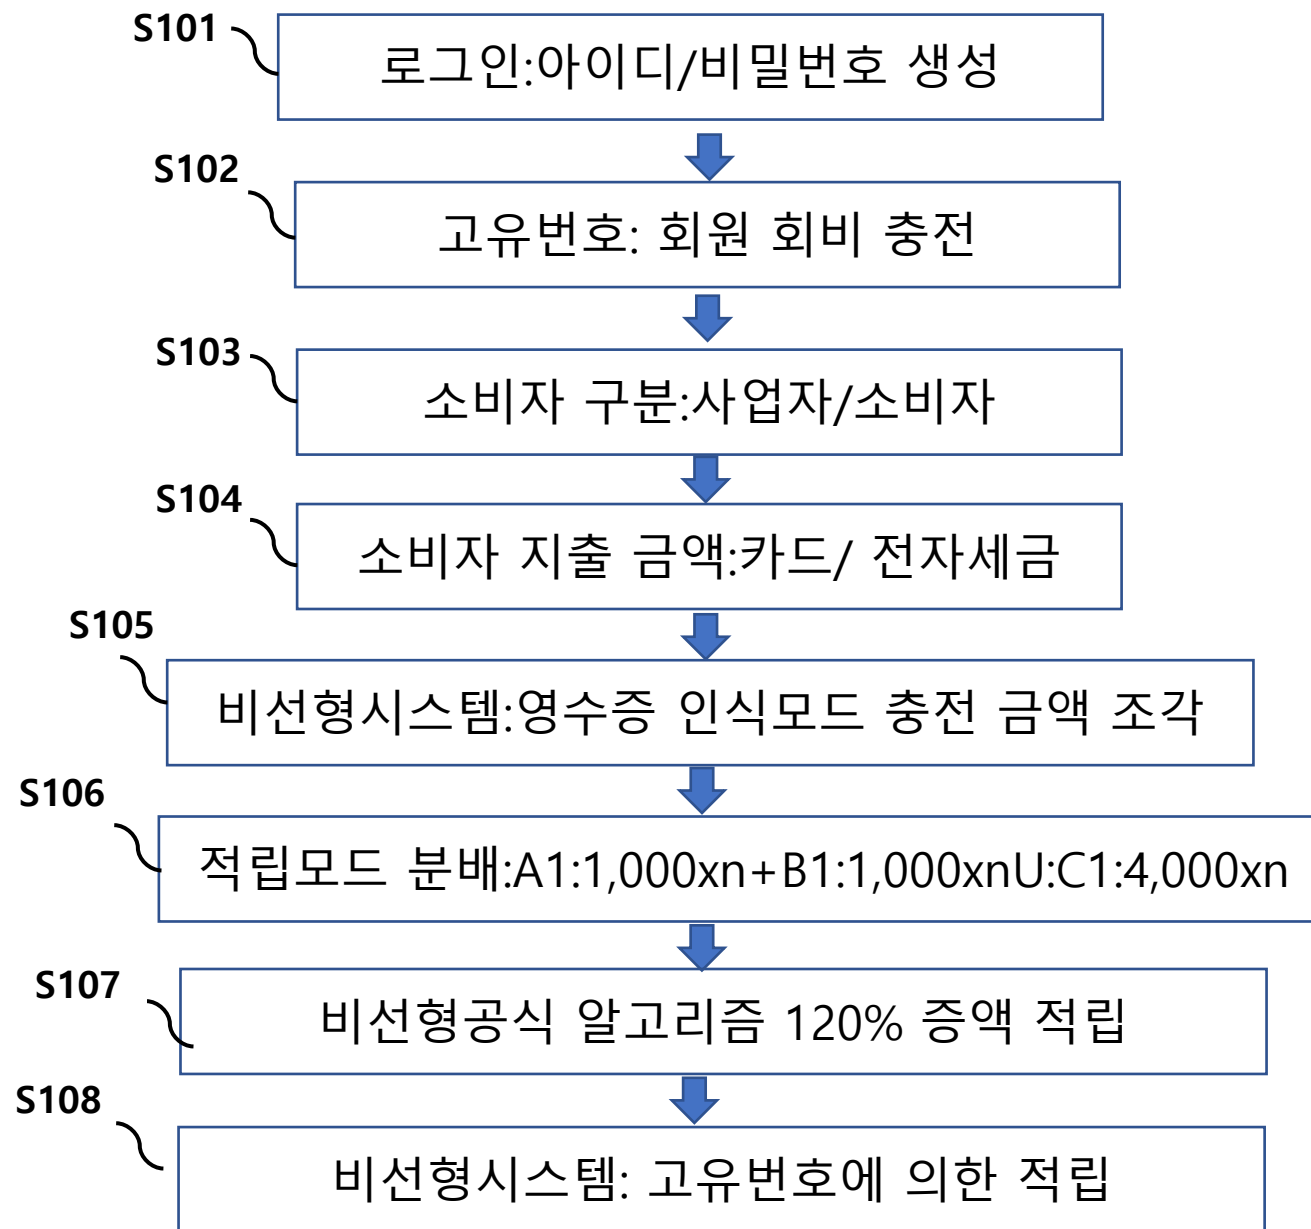 S101
로그인:아이디/비밀번호 생성
S102
고유번호: 회원 회비 충전
S103
소비자 구분:사업자/소비자
S104
소비자 지출 금액:카드/ 전자세금
S105
비선형시스템:영수증 인식모드 충전 금액 조각
S106
적립모드 분배:A1:1,000xn+B1:1,000xnU:C1:4,000xn
S107
비선형공식 알고리즘 120% 증액 적립
S108
비선형시스템: 고유번호에 의한 적립